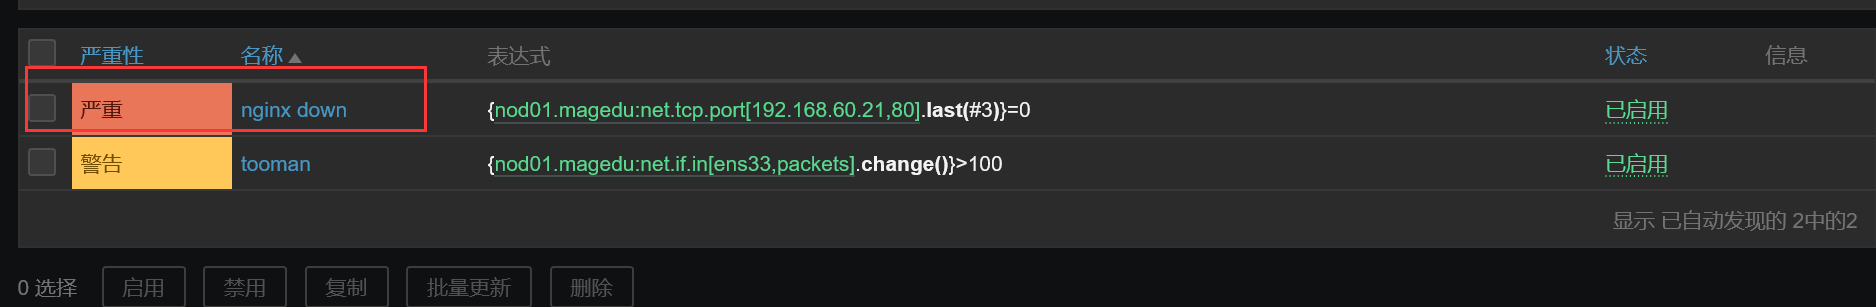 严重性 名称 表达式 状态 信息
严重 nginx down {nod01.magedu:net.tcp.port[192.168.60.21,80].last(#3)}=0 已启用
警告 tooman {nod01.magedu:net.if.in[ens33,packets].change()}>100 已启用
显示 已自动发现的 2中的2
0 选择 启用 禁用 复制 批量更新 删除